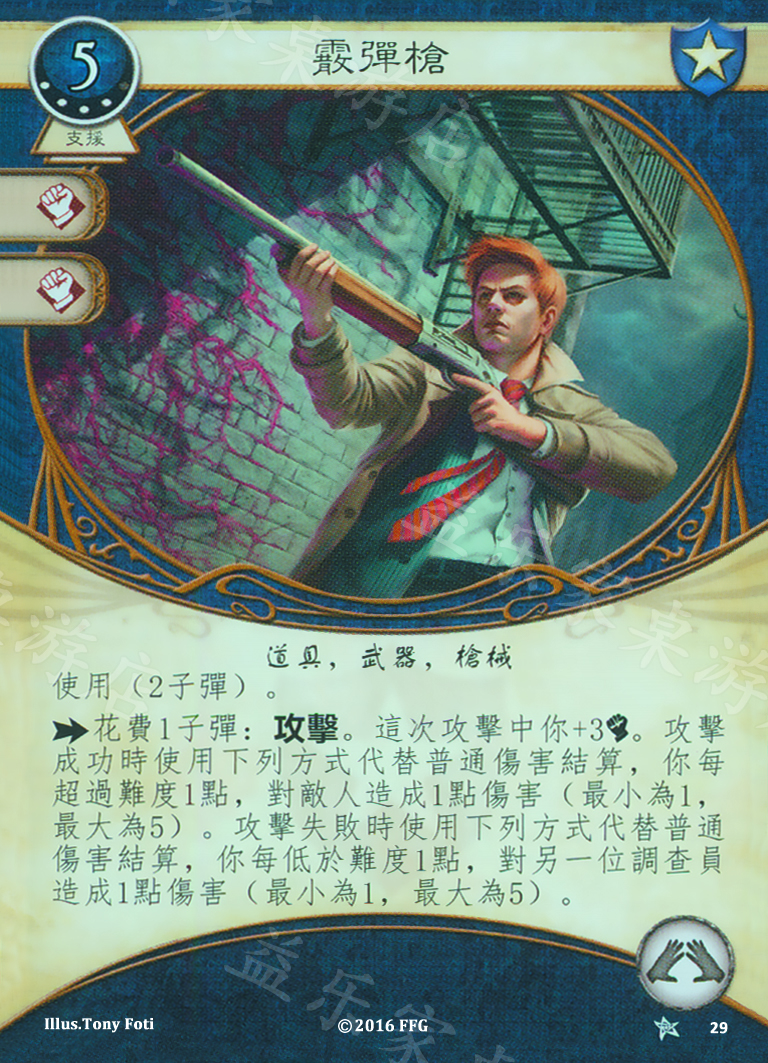 5
霰彈槍
支援
道具，武器，槍械
使用（2子彈）。
花費1子彈：攻擊。這次攻擊中你+3。攻擊
成功時使用下列方式代替普通傷害結算，你每
超過難度1點，對敵人造成1點傷害（最小為1，
最大為5）。攻擊失敗時使用下列方式代替普通
傷害結算，你每低於難度1點，對另一位調查員
造成1點傷害（最小為1，最大為5）。
益乐家桌游店
Illus.Tony Foti
©2016 FFG
29